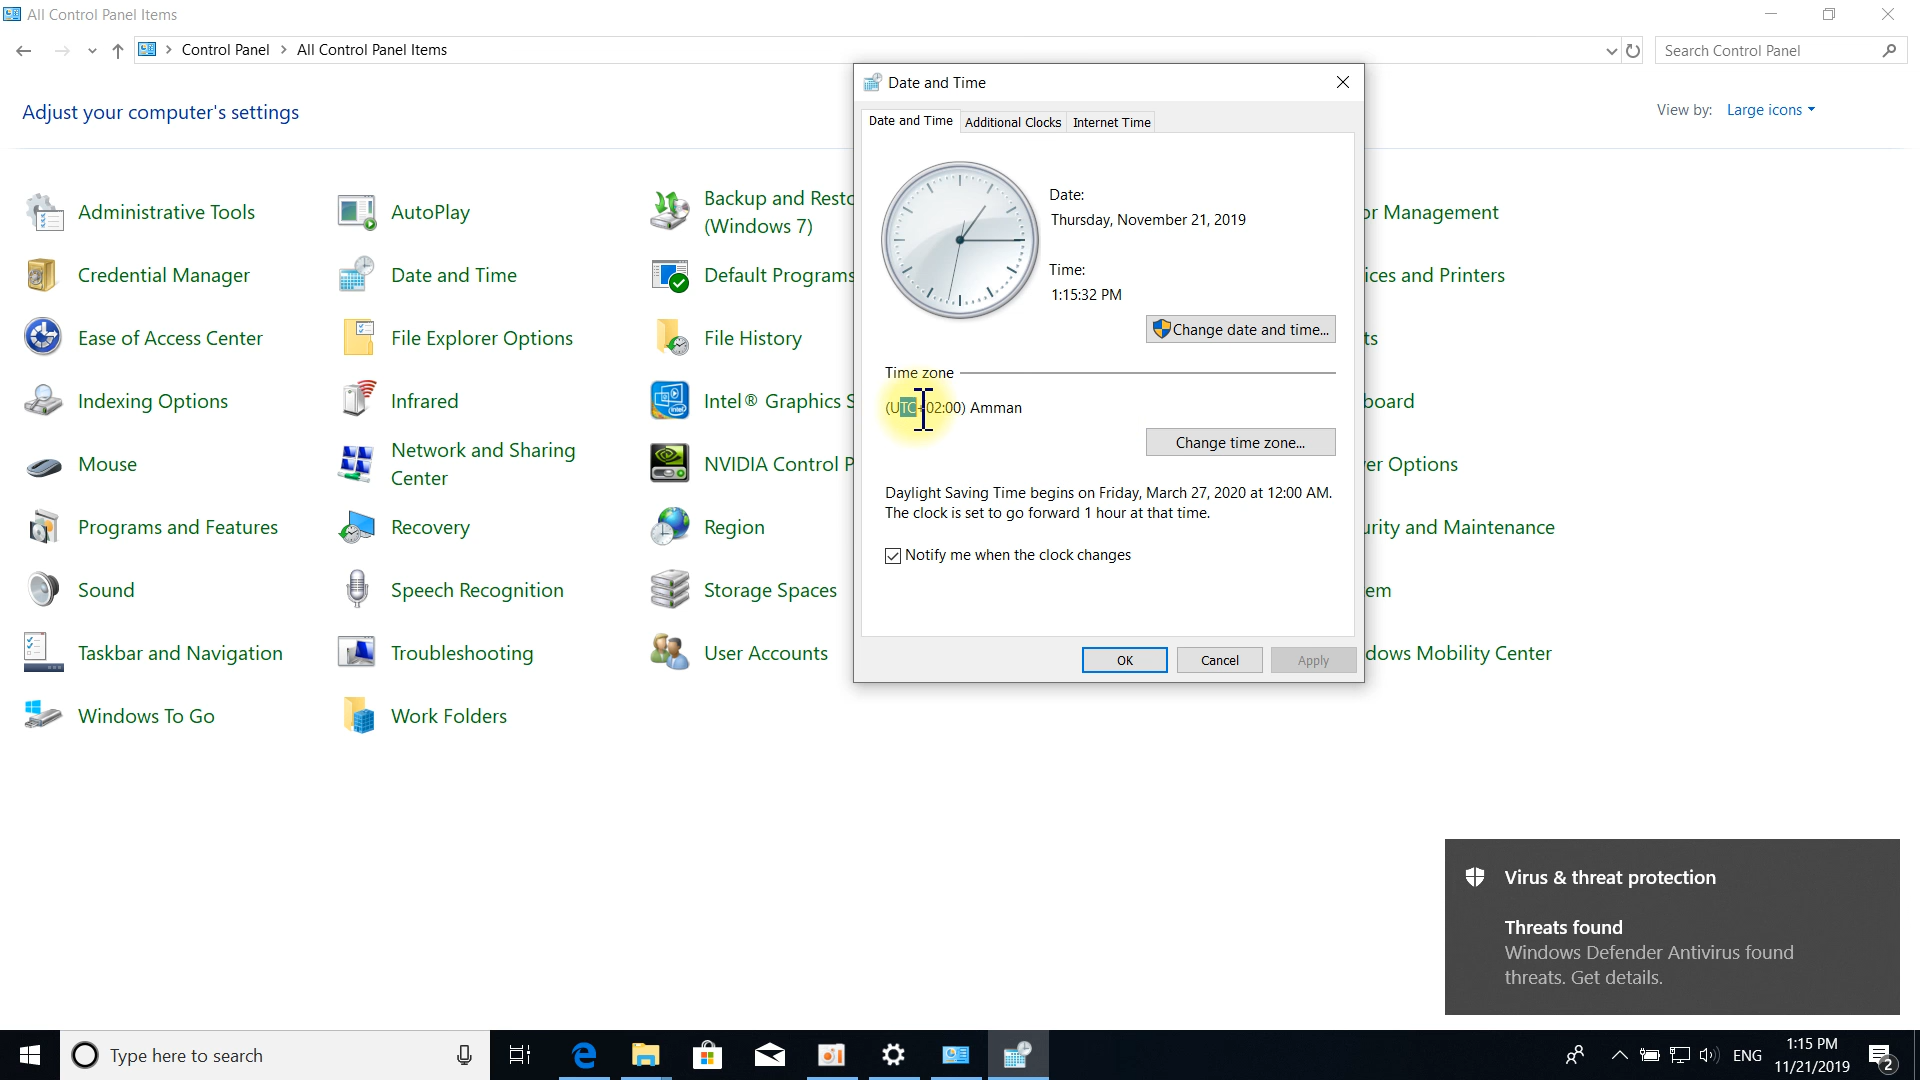 All Control Panel Items
Control Panel > All Control Panel Items
Search Control Panel
Adjust your computer's settings
View by: Large icons
Administrative Tools
AutoPlay
Backup and Resto
(Windows 7)
Credential Manager
Date and Time
Default Programs
Ease of Access Center
File Explorer Options
File History
Indexing Options
Infrared
Intel® Graphics S
Mouse
Network and Sharing
Center
NVIDIA Control P
Programs and Features
Recovery
Region
Sound
Speech Recognition
Storage Spaces
Taskbar and Navigation
Troubleshooting
User Accounts
Windows To Go
Work Folders
or Management
ices and Printers
ts
board
er Options
urity and Maintenance
em
dows Mobility Center
Date and Time
Date and Time
Additional Clocks
Internet Time
Date:
Thursday, November 21, 2019
Time:
1:15:32 PM
Change date and time...
Time zone
(UTC+02:00) Amman
Change time zone...
Daylight Saving Time begins on Friday, March 27, 2020 at 12:00 AM.
The clock is set to go forward 1 hour at that time.
Notify me when the clock changes
OK
Cancel
Apply
Virus & threat protection
Threats found
Windows Defender Antivirus found
threats. Get details.
Type here to search
ENG
1:15 PM
11/21/2019
2